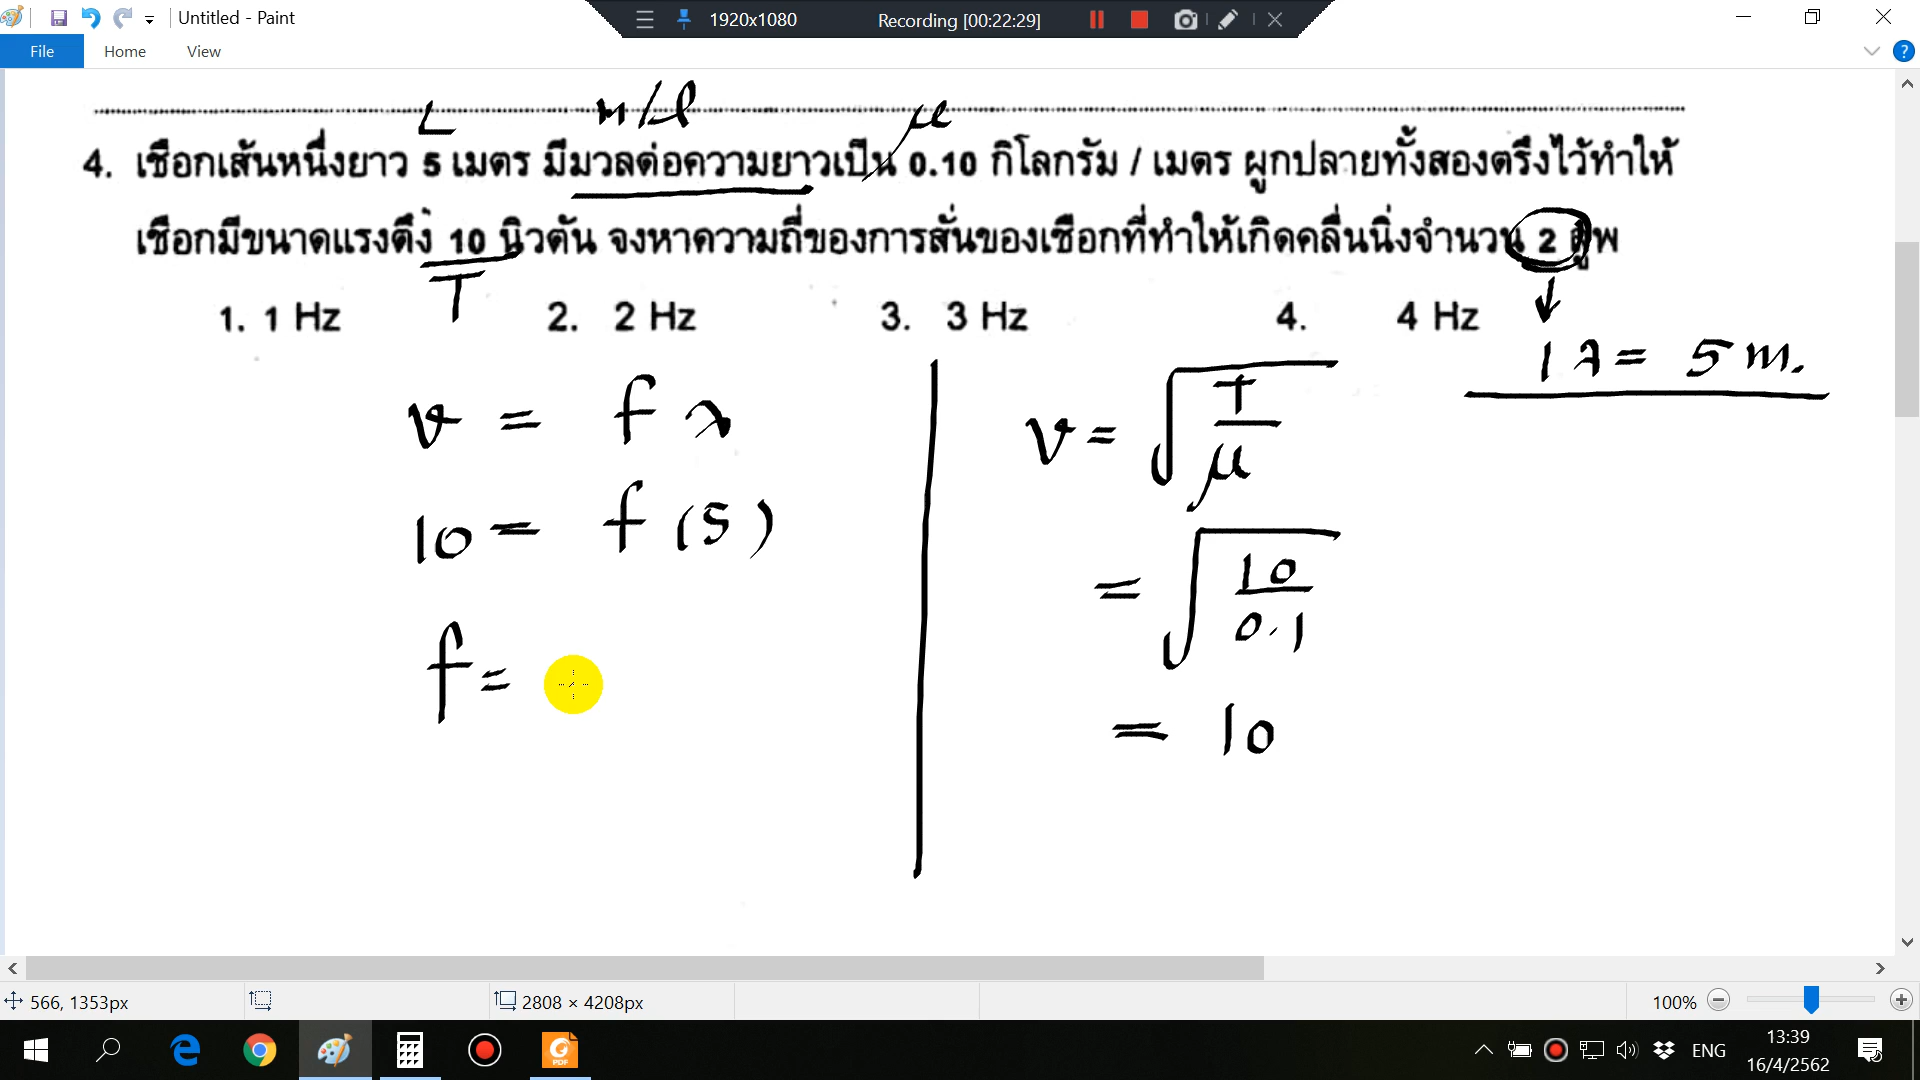 Untitled - Paint
1920x1080
Recording [00:22:29]
File
Home
View
L
m/l
μ
4. เชือกเส้นหนึ่งยาว 5 เมตร มีมวลต่อความยาวเป็น 0.10 กิโลกรัม / เมตร ผูกปลายทั้งสองตรึงไว้ทำให้
เชือกมีขนาดแรงตึง 10 นิวตัน จงหาความถี่ของการสั่นของเชือกที่ทำให้เกิดคลื่นนิ่งจำนวน 2 ลูพ
T
1. 1 Hz
2. 2 Hz
3. 3 Hz
4. 4 Hz
1 λ = 5 m.
v = f λ
10 = f (5)
f =
v = √ T / μ
= √ 10 / 0.1
= 10
566, 1353px
2808 × 4208px
100%
ENG
13:39
16/4/2562